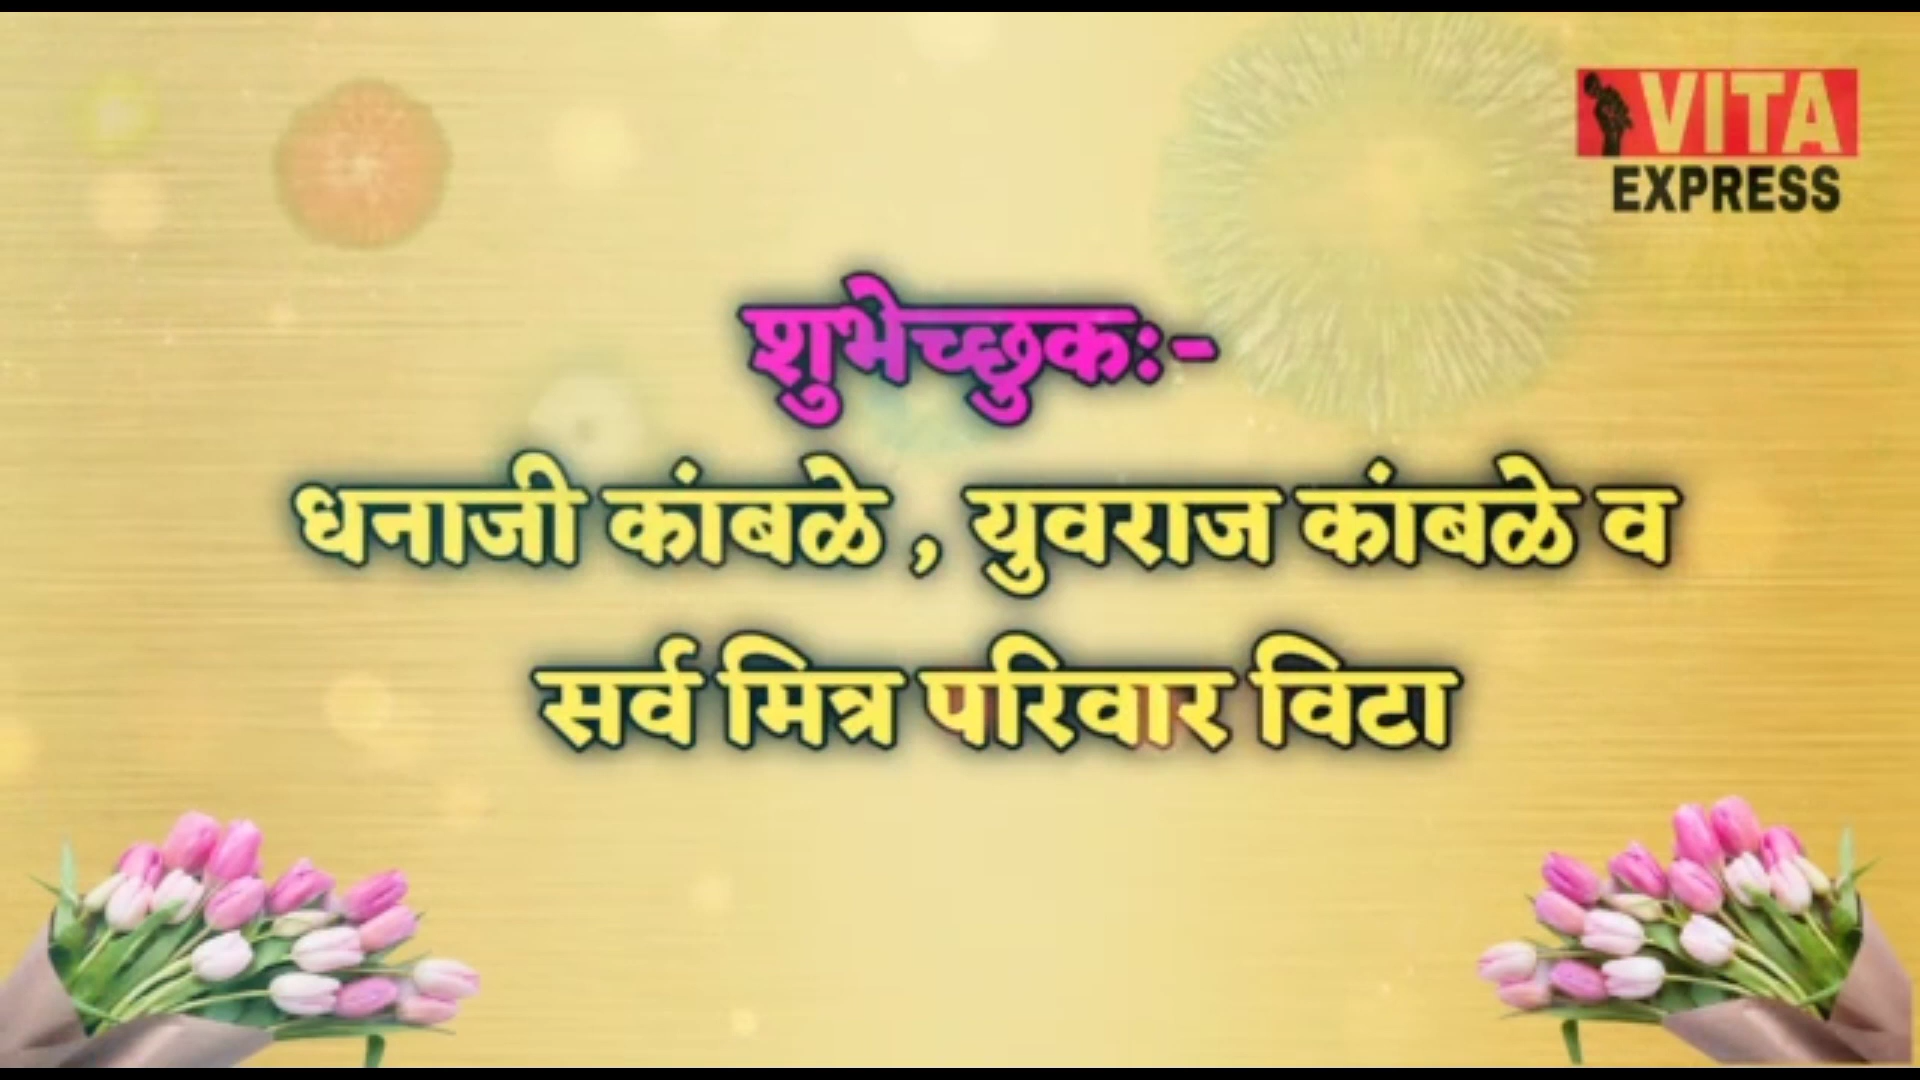 VITA
EXPRESS
शुभेच्छुकः-
धनाजी कांबळे , युवराज कांबळे व
सर्व मित्र परिवार विटा